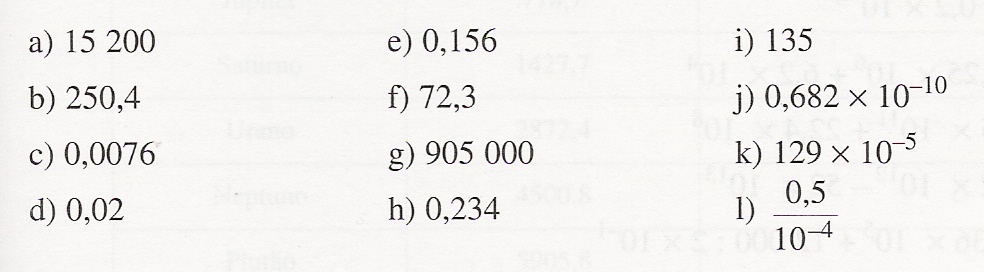 a) 15 200
b) 250,4
c) 0,0076
d) 0,02
e) 0,156
f) 72,3
g) 905 000
h) 0,234
i) 135
j) 0,682 × 10⁻¹⁰
k) 129 × 10⁻⁵
l) 0,5
10⁻⁴